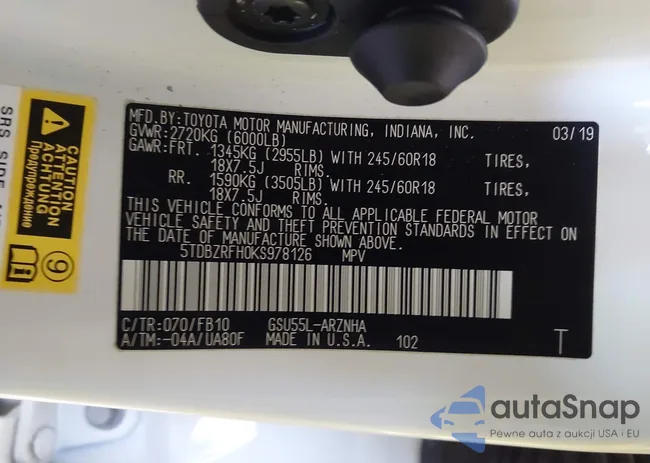 MFD.BY:TOYOTA MOTOR MANUFACTURING, INDIANA, INC. 03/19
GVWR:2720KG (6000LB)
GAWR:FRT. 1345KG (2955LB) WITH 245/60R18 TIRES,
18X7.5J RIMS.
RR. 1590KG (3505LB) WITH 245/60R18 TIRES,
18X7.5J RIMS.
THIS VEHICLE CONFORMS TO ALL APPLICABLE FEDERAL MOTOR
VEHICLE SAFETY AND THEFT PREVENTION STANDARDS IN EFFECT ON
THE DATE OF MANUFACTURE SHOWN ABOVE.
5TDBZRFH0KS978126 MPV
C/TR:070/FB10 GSU55L-ARZNHA
A/TM:-04A/UA80F MADE IN U.S.A. 102 T
CAUTION
ATTENTION
ACHTUNG
Предупреждение
9
SRS SIDE
autaSnap
Pewne auta z aukcji USA i EU